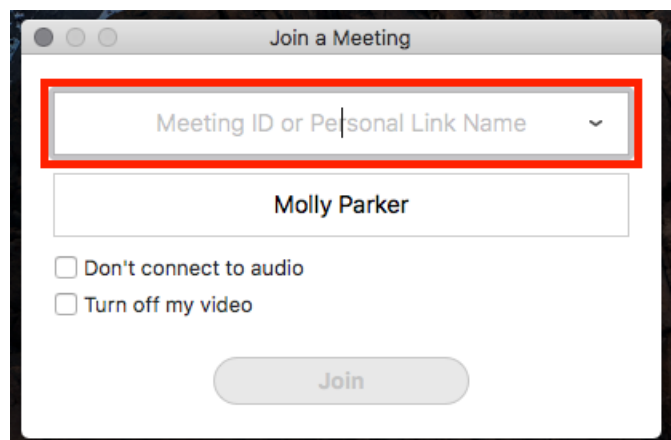 Join a Meeting
Meeting ID or Personal Link Name
Molly Parker
Don't connect to audio
Turn off my video
Join